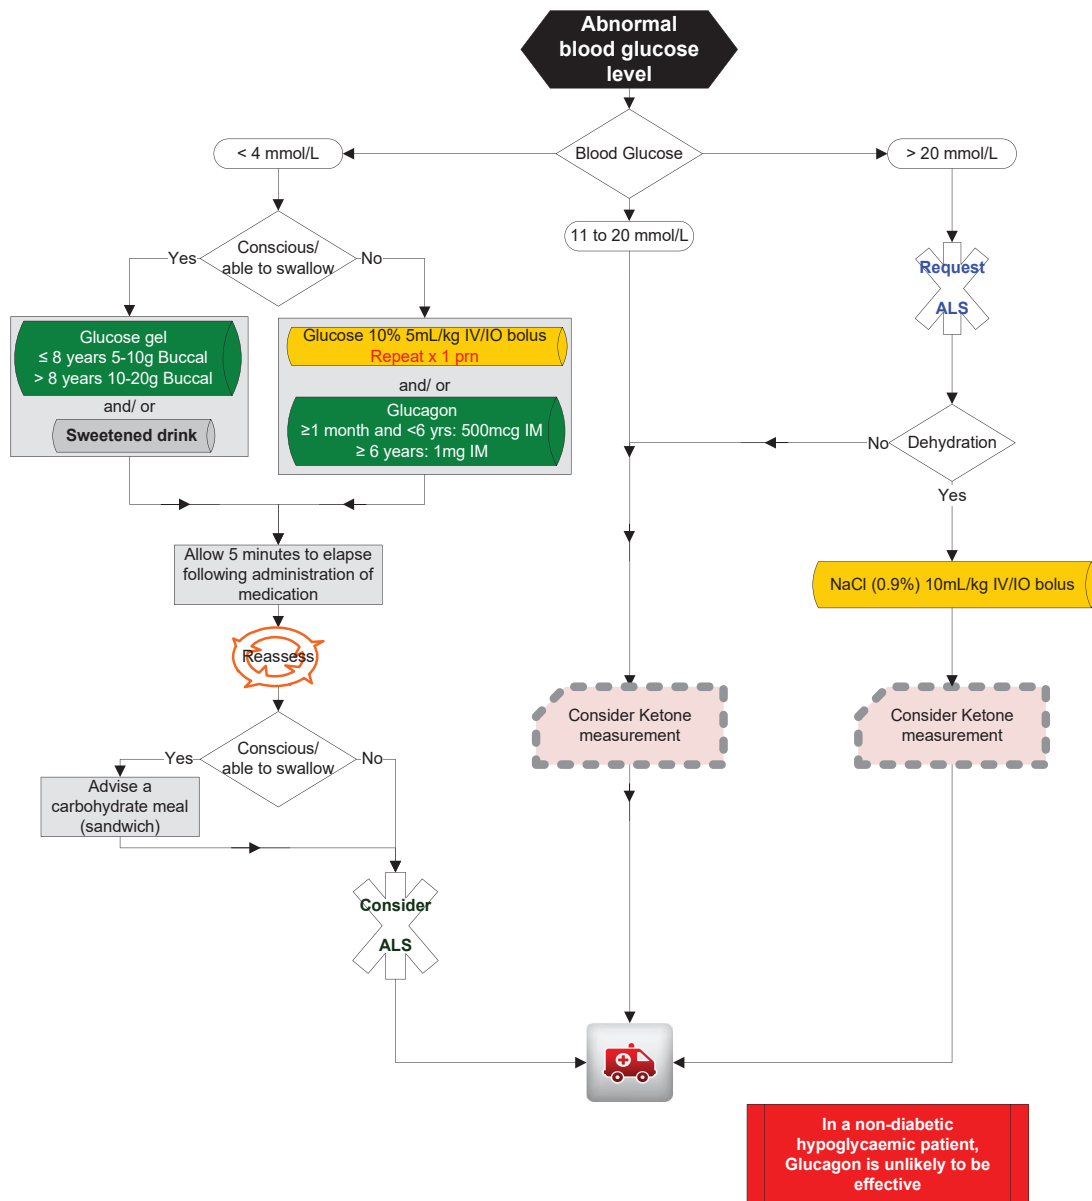 Abnormal
blood glucose
level
< 4 mmol/L
Blood Glucose
> 20 mmol/L
11 to 20 mmol/L
Conscious/
able to swallow
Yes
No
Request
ALS
Glucose gel
≤ 8 years 5-10g Buccal
> 8 years 10-20g Buccal
and/ or
Sweetened drink
Glucose 10% 5mL/kg IV/IO bolus
Repeat x 1 prn
and/ or
Glucagon
≥1 month and <6 yrs: 500mcg IM
≥ 6 years: 1mg IM
No
Dehydration
Yes
Allow 5 minutes to elapse
following administration of
medication
NaCl (0.9%) 10mL/kg IV/IO bolus
Reassess
Conscious/
able to swallow
Yes
No
Advise a
carbohydrate meal
(sandwich)
Consider Ketone
measurement
Consider Ketone
measurement
Consider
ALS
In a non-diabetic
hypoglycaemic patient,
Glucagon is unlikely to be
effective